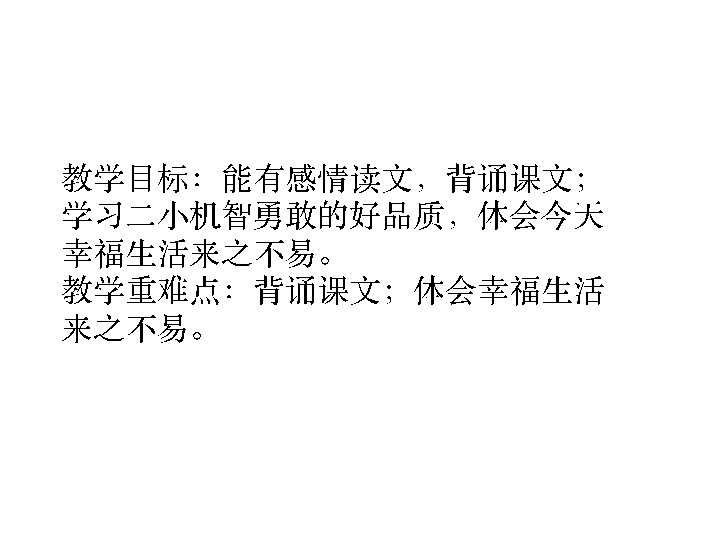 教学目标：能有感情读文，背诵课文；
学习二小机智勇敢的好品质，体会今天
幸福生活来之不易。
教学重难点：背诵课文；体会幸福生活
来之不易。